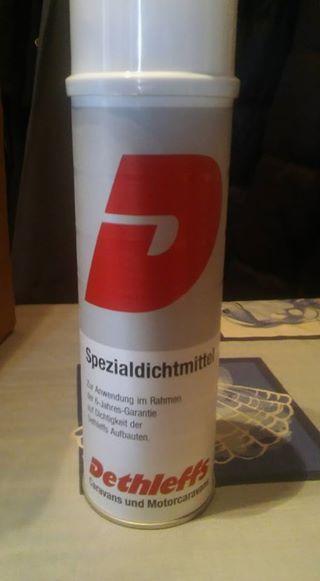 D
Spezialdichtmittel
Zur Anwendung im Rahmen
der 6-Jahres-Garantie
auf Dichtigkeit der
Dethleffs Aufbauten.
Dethleffs
Caravans und Motorcaravans